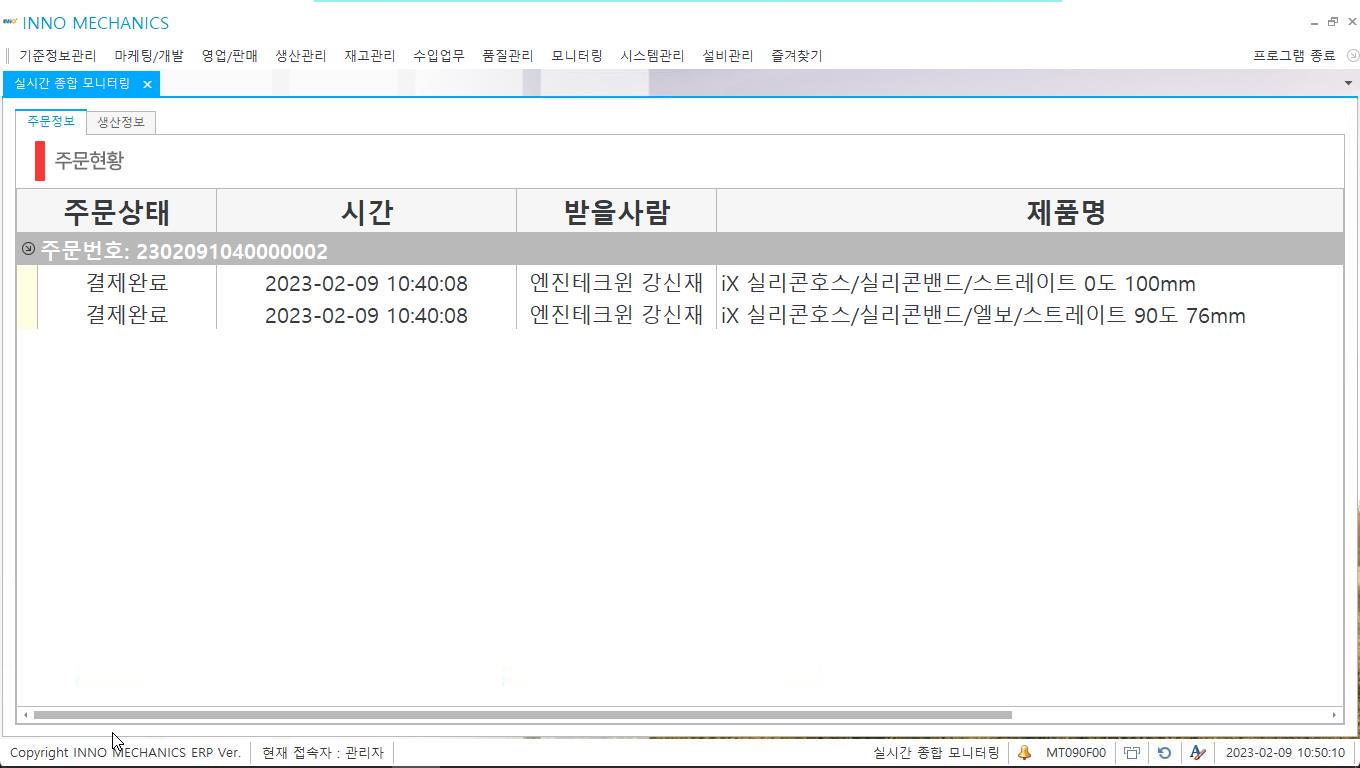 INNO INNO MECHANICS
기준정보관리 마케팅/개발 영업/판매 생산관리 재고관리 수입업무 품질관리 모니터링 시스템관리 설비관리 즐겨찾기 프로그램 종료
실시간 종합 모니터링
주문정보 생산정보
주문현황
주문상태 시간 받을사람 제품명
주문번호: 2302091040000002
결제완료 2023-02-09 10:40:08 엔진테크윈 강신재 iX 실리콘호스/실리콘밴드/스트레이트 0도 100mm
결제완료 2023-02-09 10:40:08 엔진테크윈 강신재 iX 실리콘호스/실리콘밴드/엘보/스트레이트 90도 76mm
Copyright INNO MECHANICS ERP Ver. 현재 접속자 : 관리자 실시간 종합 모니터링 MT090F00 2023-02-09 10:50:10